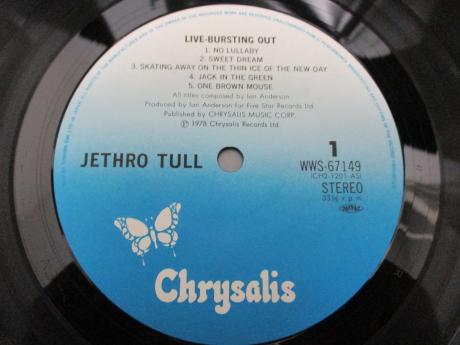 LIVE-BURSTING OUT
1. NO LULLABY
2. SWEET DREAM
3. SKATING AWAY ON THE THIN ICE OF THE NEW DAY
4. JACK IN THE GREEN
5. ONE BROWN MOUSE
All titles composed by Ian Anderson
Produced by Ian Anderson for Five Star Records Ltd.
Published by CHRYSALIS MUSIC CORP.
Ⓟ 1978 Chrysalis Records Ltd.
JETHRO TULL
1
WWS-67149
(CH2-1201-AS)
STEREO
33⅓ r.p.m.
Chrysalis